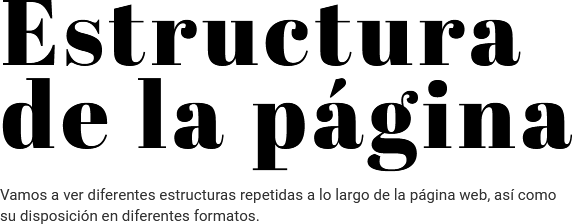 Estructura
de la página
Vamos a ver diferentes estructuras repetidas a lo largo de la página web, así como
su disposición en diferentes formatos.